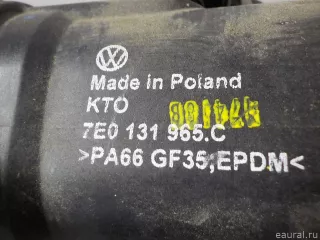 Made in Poland
KTO
7E0 131 965.C
>PA66 GF35;EPDM<
eaural.ru